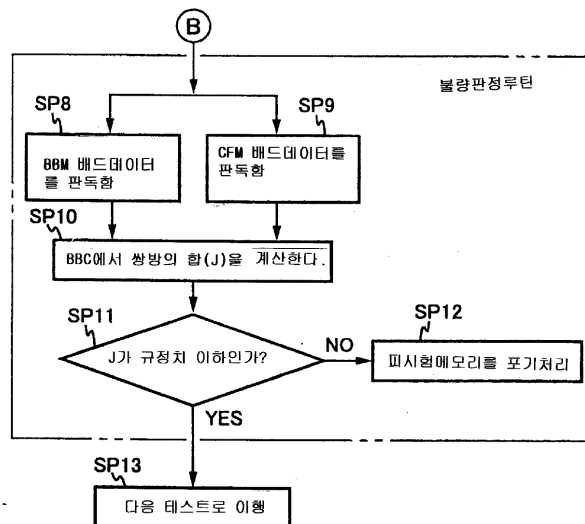 B
불량판정루틴
SP8
BBM 배드데이터
를 판독함
SP9
CFM 배드데이터를
판독함
SP10
BBC에서 쌍방의 합(J)을 계산한다.
SP11
J가 규정치 이하인가?
NO
SP12
피시험메모리를 포기처리
YES
SP13
다음 테스트로 이행